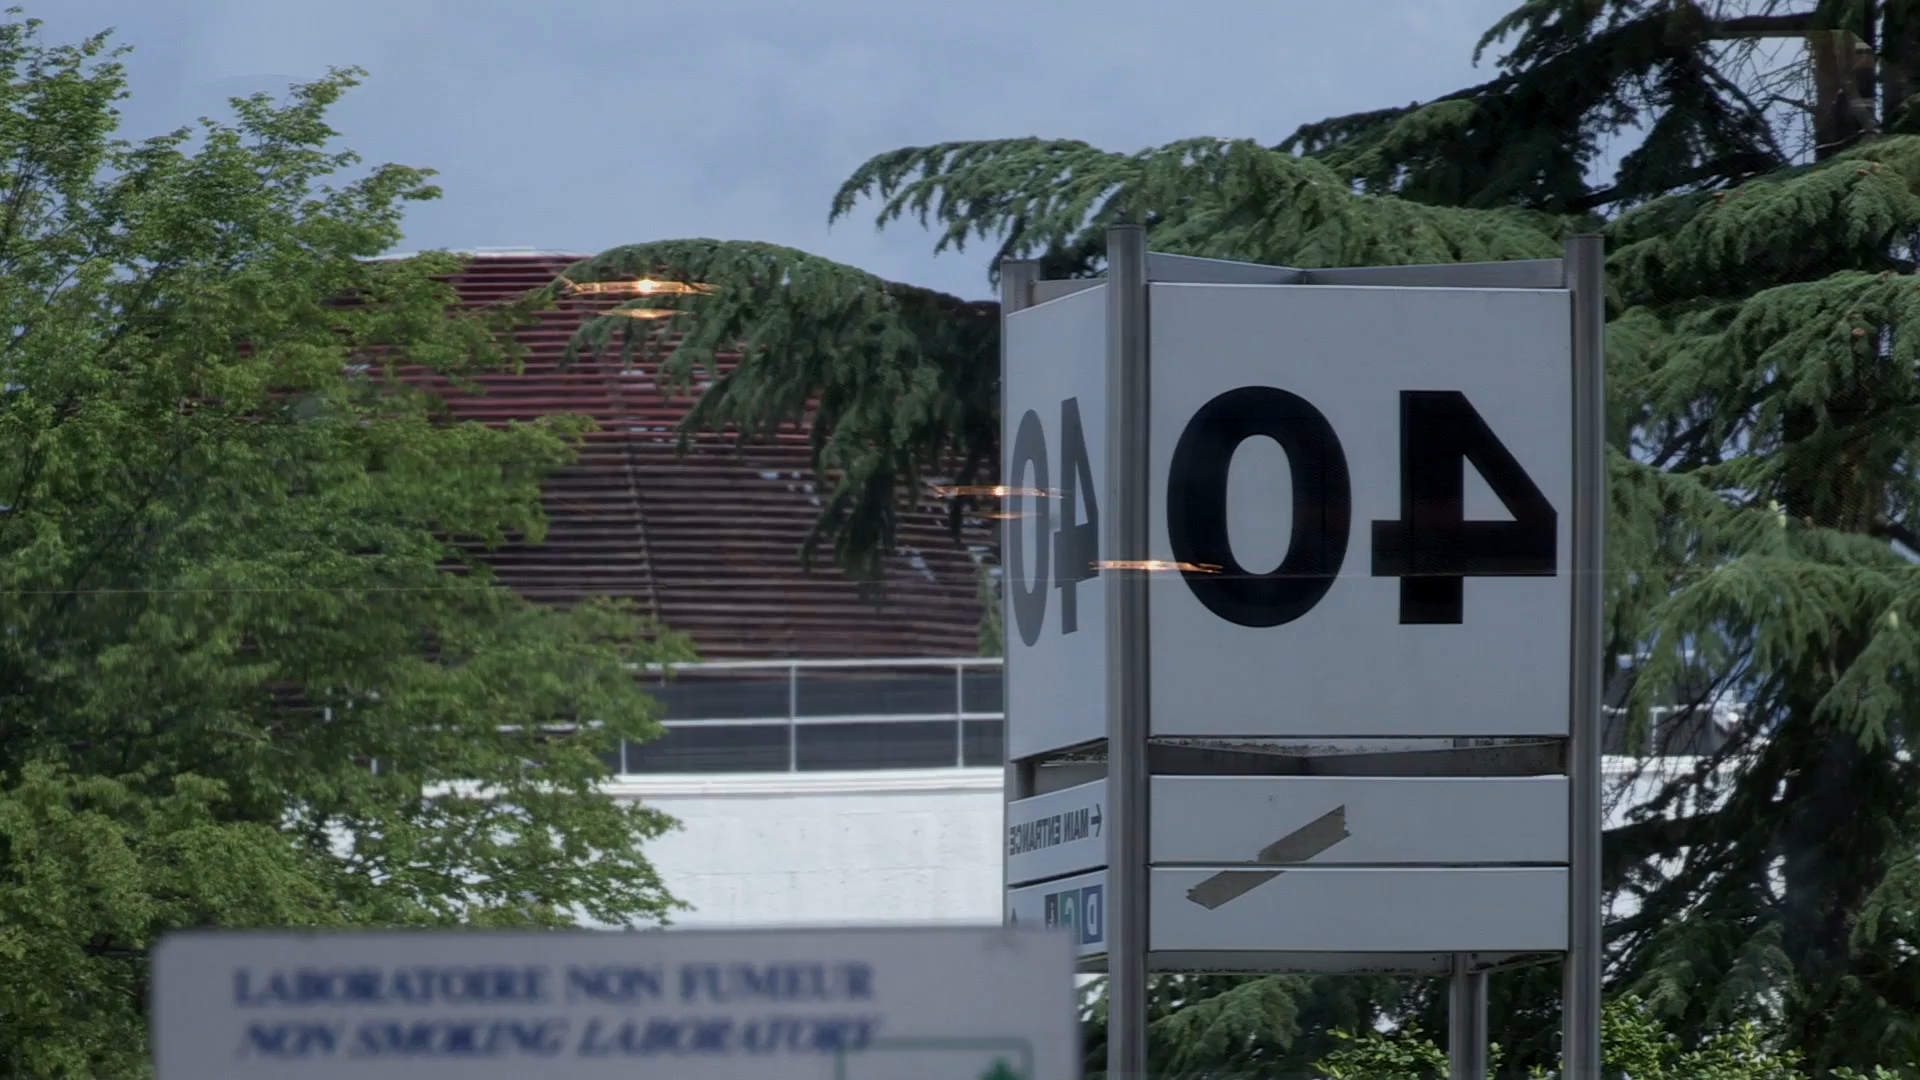 40
40
← MAIN ENTRANCE
D
LABORATOIRE NON FUMEUR
NON SMOKING LABORATORY